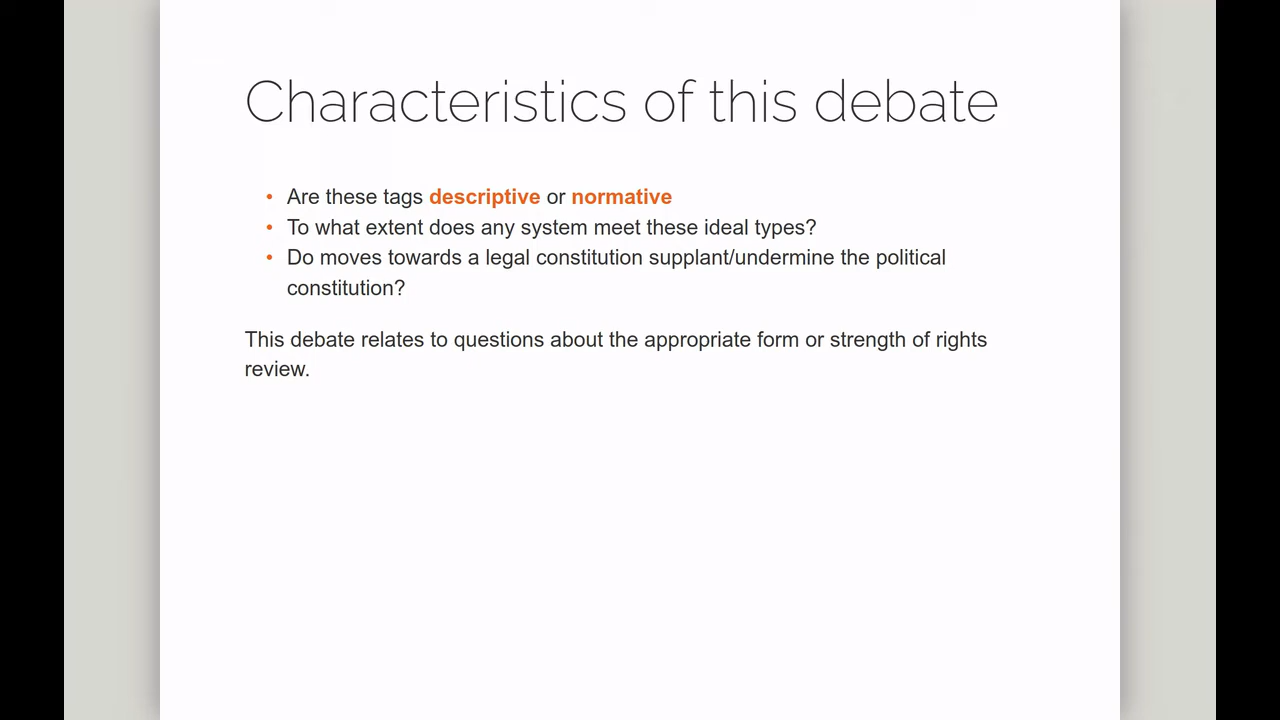 Characteristics of this debate
• Are these tags descriptive or normative
• To what extent does any system meet these ideal types?
• Do moves towards a legal constitution supplant/undermine the political
constitution?
This debate relates to questions about the appropriate form or strength of rights
review.